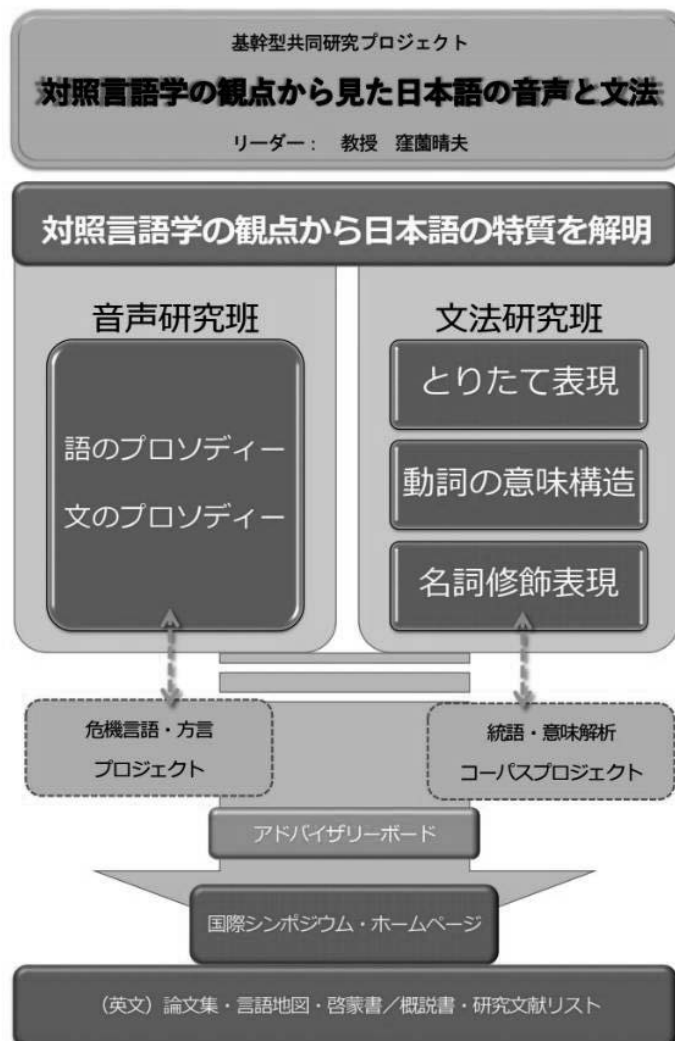 基幹型共同研究プロジェクト
対照言語学の観点から見た日本語の音声と文法
リーダー： 教授 窪薗晴夫
対照言語学の観点から日本語の特質を解明
音声研究班
語のプロソディー
文のプロソディー
文法研究班
とりたて表現
動詞の意味構造
名詞修飾表現
危機言語・方言
プロジェクト
統語・意味解析
コーパスプロジェクト
アドバイザリーボード
国際シンポジウム・ホームページ
（英文）論文集・言語地図・啓蒙書／概説書・研究文献リスト